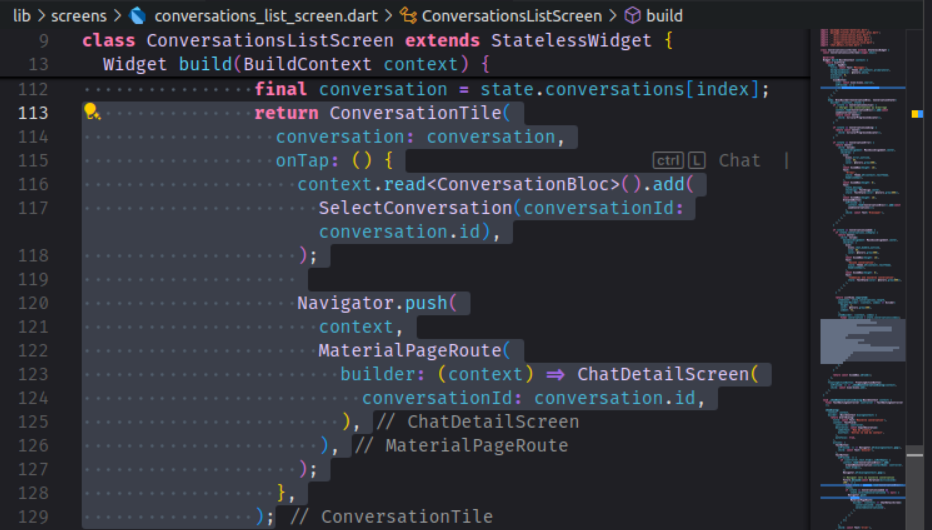 lib > screens > conversations_list_screen.dart > ConversationsListScreen > build
9 class ConversationsListScreen extends StatelessWidget {
13 Widget build(BuildContext context) {
112 final conversation = state.conversations[index];
113 return ConversationTile(
114 conversation: conversation,
115 onTap: () { ctrl L Chat |
116 context.read<ConversationBloc>().add(
117 SelectConversation(conversationId:
conversation.id),
118 );
119
120 Navigator.push(
121 context,
122 MaterialPageRoute(
123 builder: (context) => ChatDetailScreen(
124 conversationId: conversation.id,
125 ), // ChatDetailScreen
126 ), // MaterialPageRoute
127 );
128 },
129 ); // ConversationTile